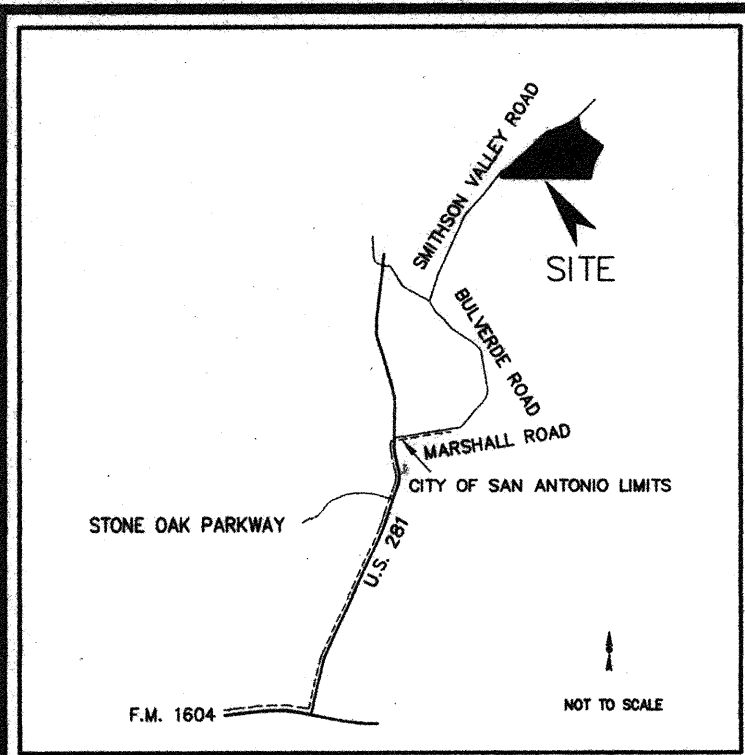 SMITHSON VALLEY ROAD
SITE
BULVERDE ROAD
MARSHALL ROAD
CITY OF SAN ANTONIO LIMITS
STONE OAK PARKWAY
U.S. 281
F.M. 1604
NOT TO SCALE